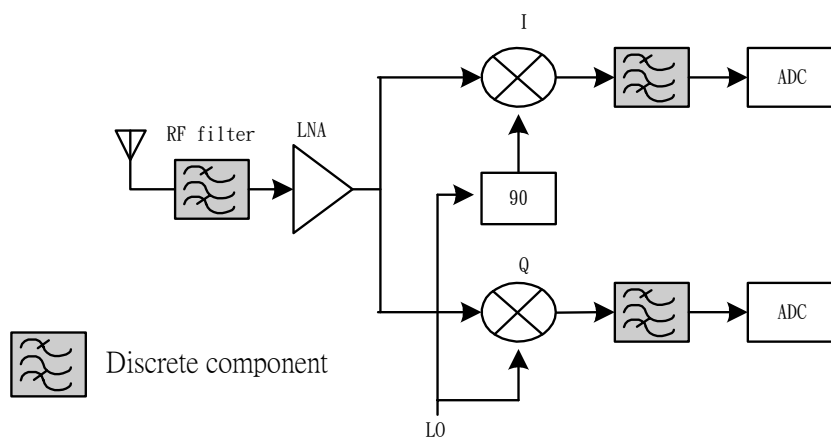 I
ADC
RF filter
LNA
90
Q
ADC
Discrete component
LO